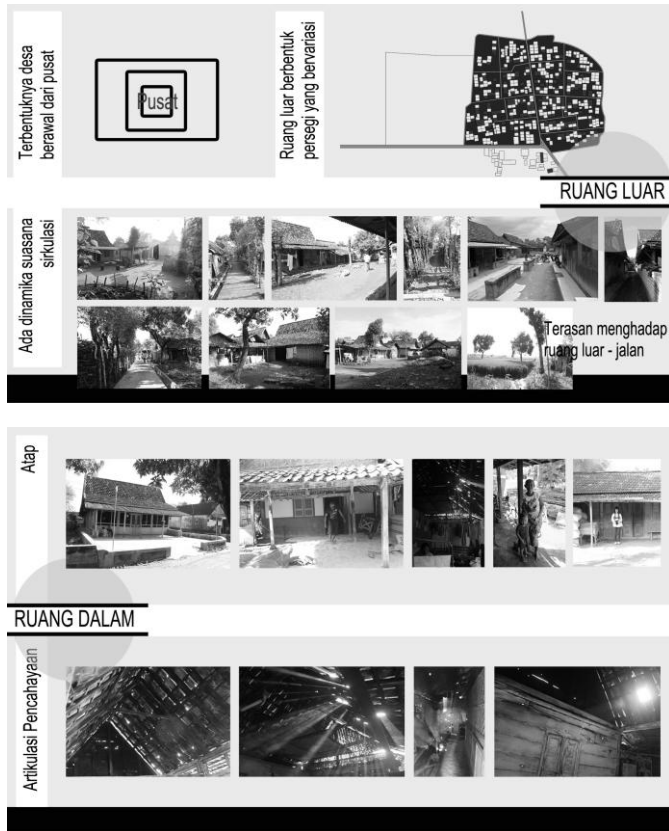 Terbentuknya desa
berawal dari pusat
Pusat
Ruang luar berbentuk
persegi yang bervariasi
RUANG LUAR
Ada dinamika suasana
sirkulasi
Terasan menghadap
ruang luar - jalan
Atap
RUANG DALAM
Artikulasi Pencahayaan